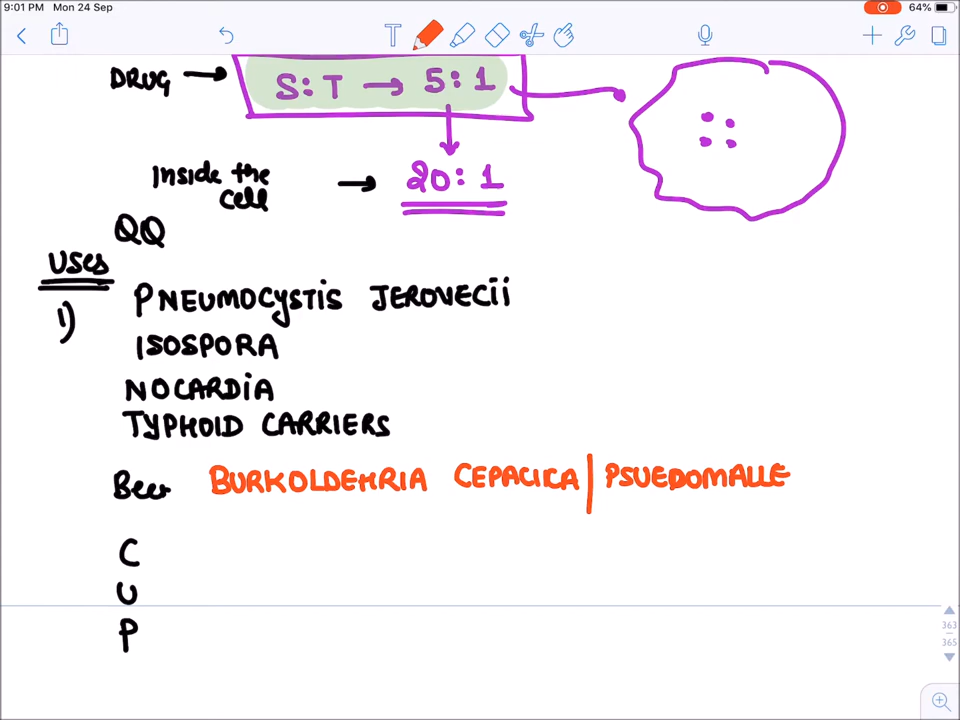 9:01 PM Mon 24 Sep 64%
T
DRUG → S:T → 5:1
Inside the cell → 20:1
QQ
Uses
1) PNEUMOCYSTIS JEROVECII
ISOSPORA
NOCARDIA
TYPHOID CARRIERS
Beer BURKOLDEHRIA CEPACICA | PSUEDOMALLE
C
U
P
363
365